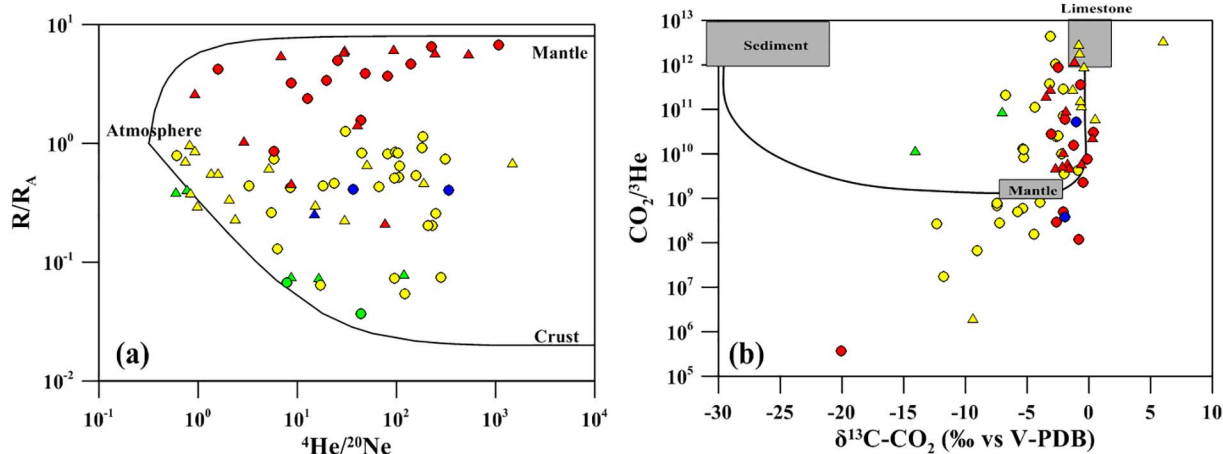 10¹
10⁰
10⁻¹
10⁻²
R/R_A
Mantle
Atmosphere
Crust
(a)
10⁻¹
10⁰
10¹
10²
10³
10⁴
⁴He/²⁰Ne
Limestone
10¹³
10¹²
10¹¹
10¹⁰
10⁹
10⁸
10⁷
10⁶
10⁵
CO₂/³He
Sediment
Mantle
(b)
-30
-25
-20
-15
-10
-5
0
5
10
δ¹³C-CO₂ (‰ vs V-PDB)